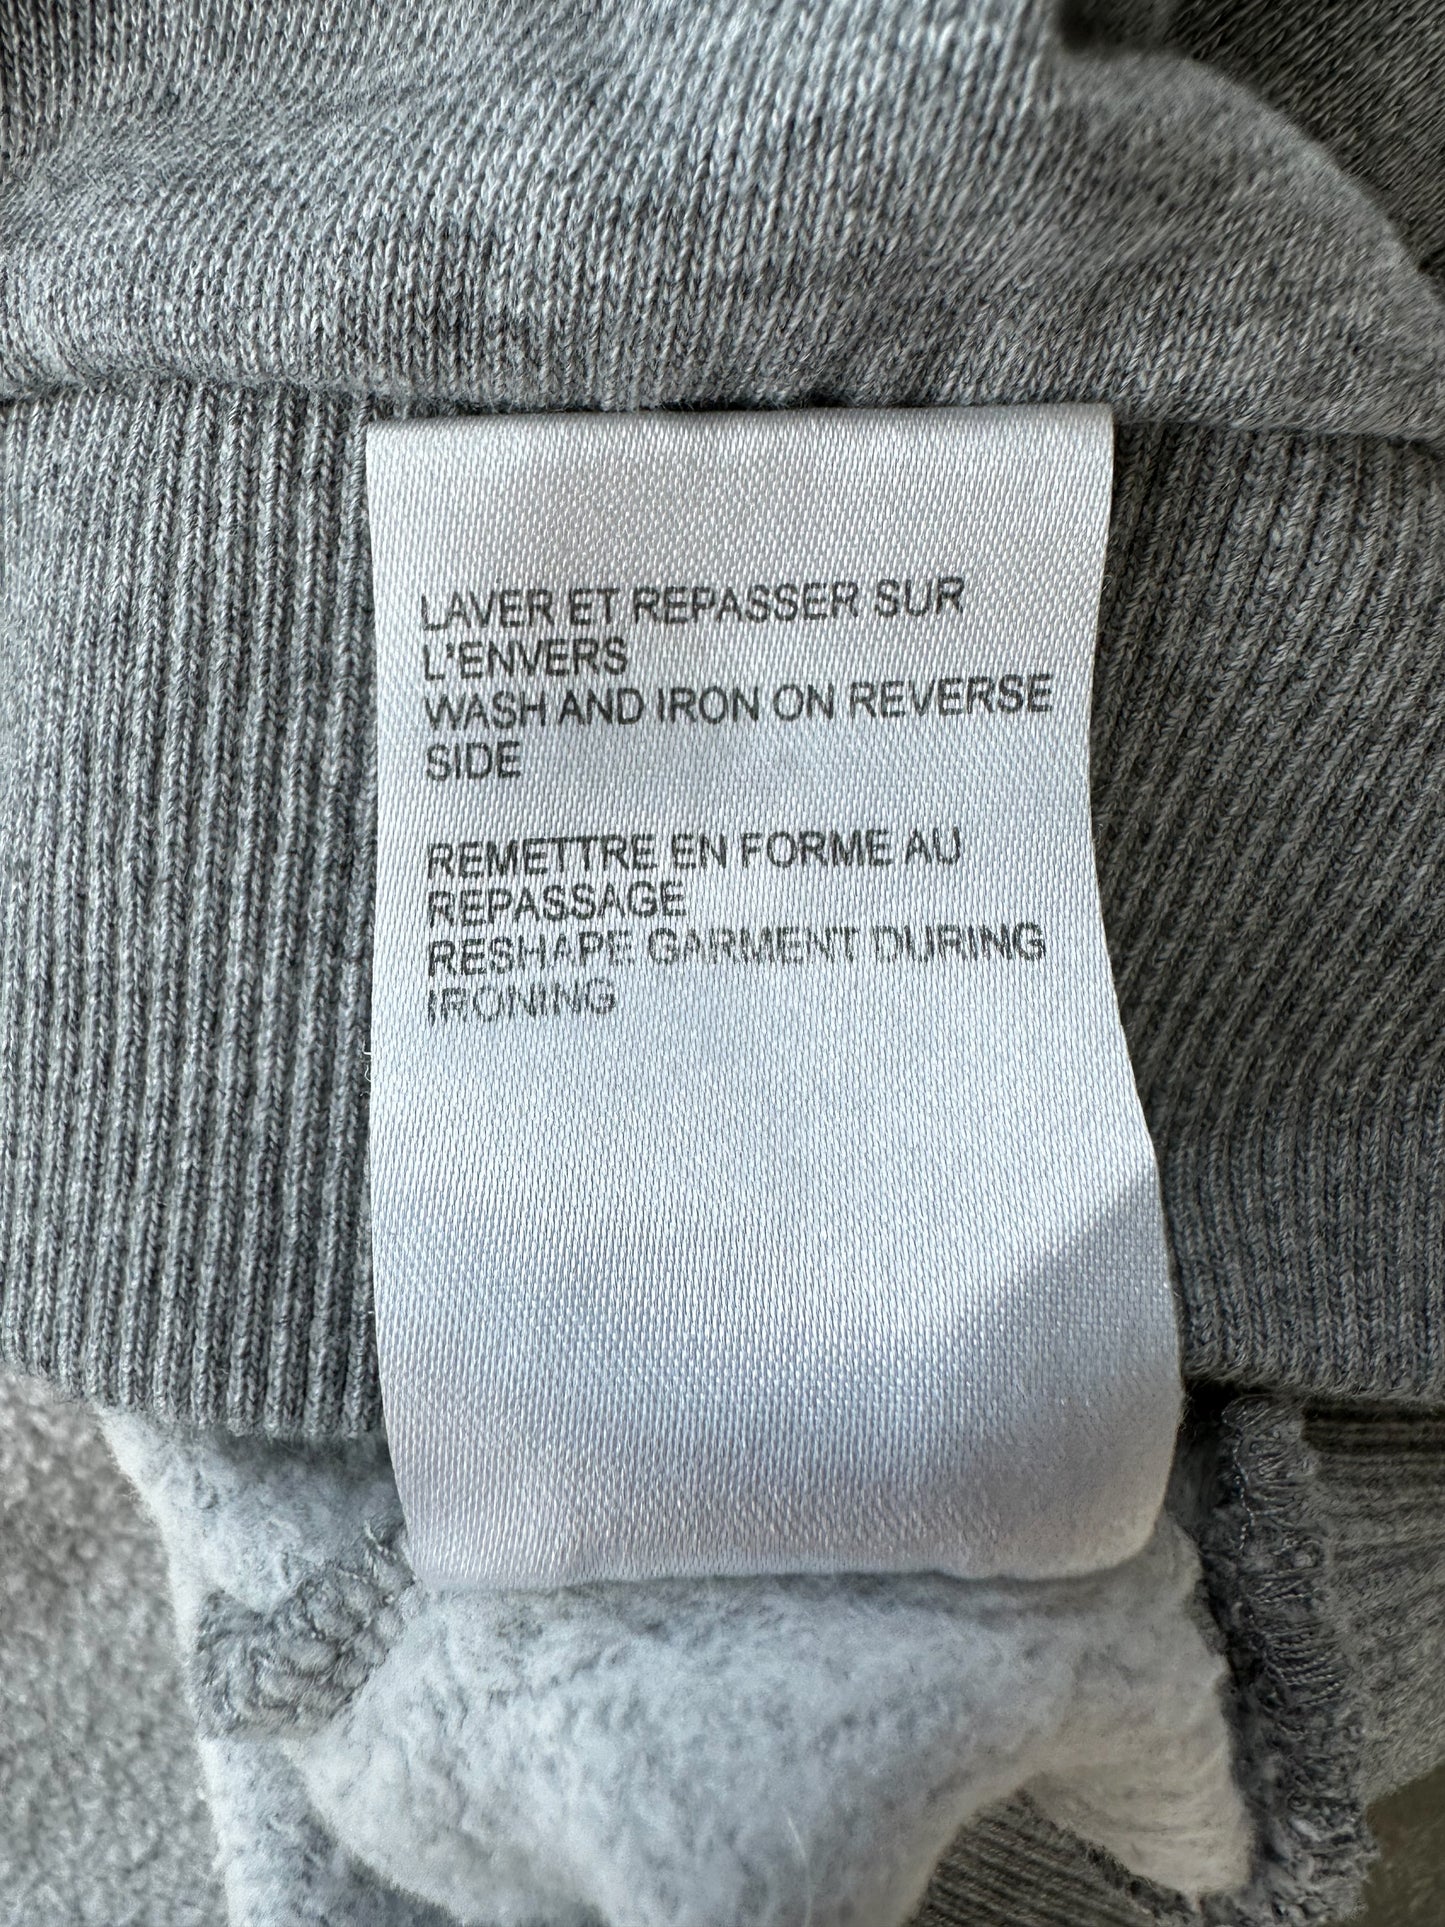 LAVER ET REPASSER SUR
L'ENVERS
WASH AND IRON ON REVERSE
SIDE
REMETTRE EN FORME AU
REPASSAGE
RESHAPE GARMENT DURING
IRONING